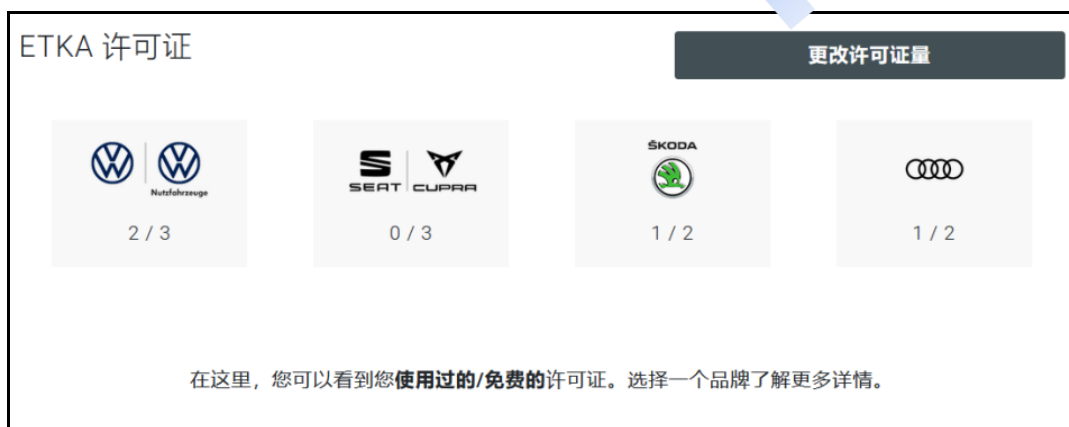 ETKA 许可证
更改许可证量
Nutzfahrzeuge
2 / 3
SEAT CUPRA
0 / 3
ŠKODA
1 / 2
1 / 2
在这里，您可以看到您使用过的/免费的许可证。选择一个品牌了解更多详情。